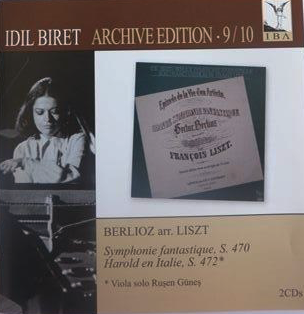 IDIL BIRET ARCHIVE EDITION · 9/10
IBA
Episode de la Vie d'un Artiste,
GRANDE SYMPHONIE FANTASTIQUE
Hector Berlioz
FRANÇOIS LISZT.
BERLIOZ arr. LISZT
Symphonie fantastique, S. 470
Harold en Italie, S. 472*
* Viola solo Ruşen Güneş
2CDs